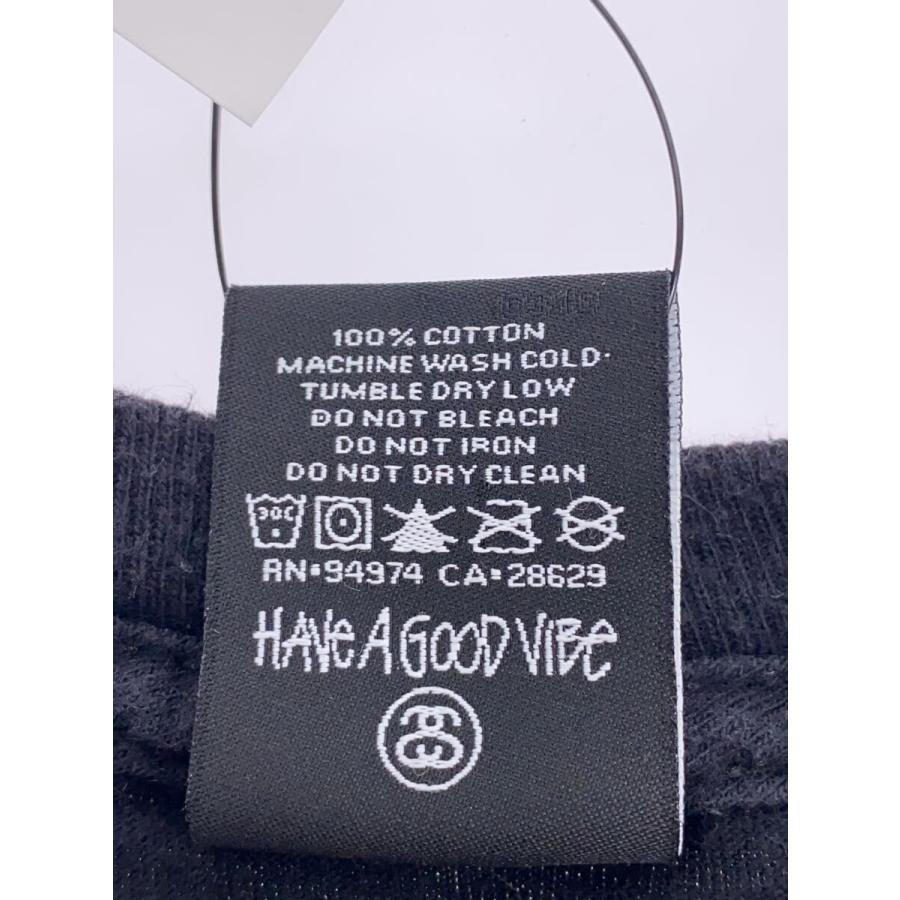 100% COTTON
MACHINE WASH COLD
TUMBLE DRY LOW
DO NOT BLEACH
DO NOT IRON
DO NOT DRY CLEAN
30C
RN:94974 CA:28629
HAVE A GOOD VIBE